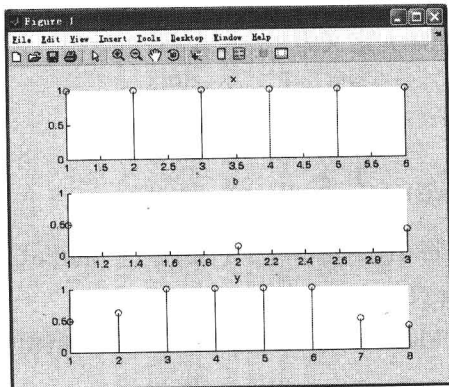 Figure 1
File Edit View Insert Tools Desktop Window Help
x
1
0.5
0
1 1.5 2 2.5 3 3.5 4 4.5 5 5.5 6
b
1
0.5
0
1 1.2 1.4 1.6 1.8 2 2.2 2.4 2.6 2.8 3
y
1
0.5
0
1 2 3 4 5 6 7 8